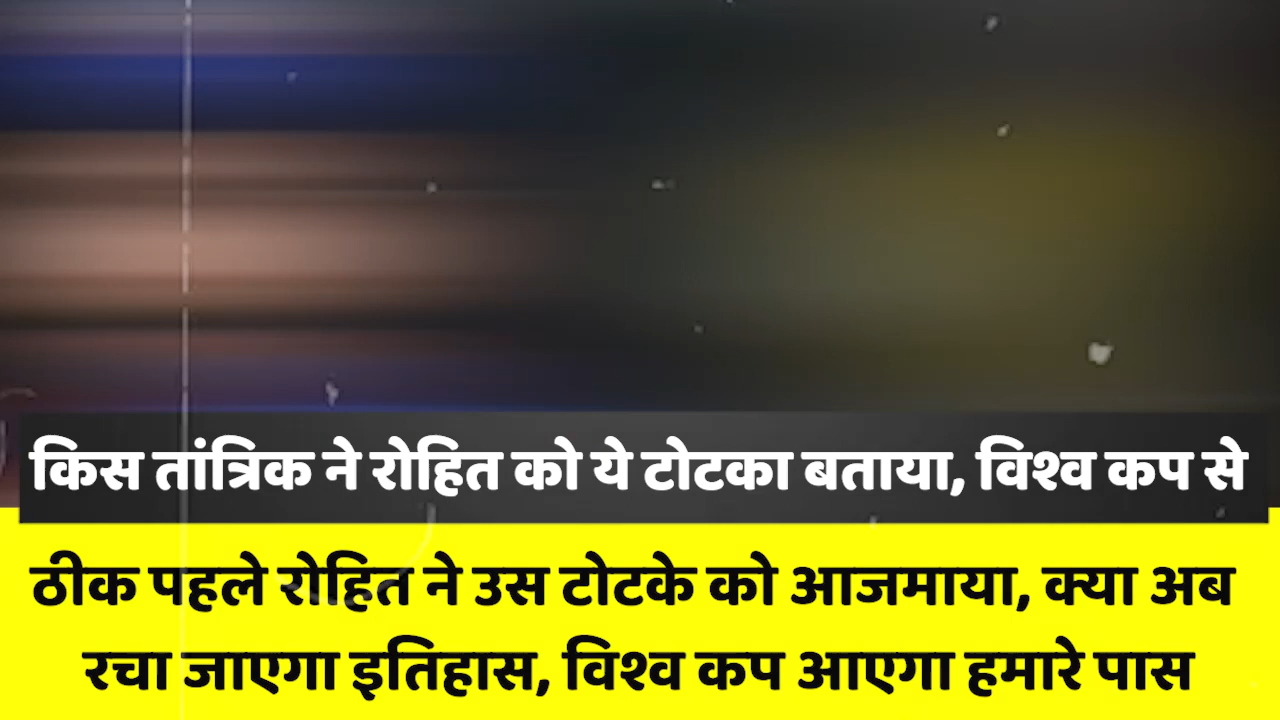 किस तांत्रिक ने रोहित को ये टोटका बताया, विश्व कप से
ठीक पहले रोहित ने उस टोटके को आजमाया, क्या अब
रचा जाएगा इतिहास, विश्व कप आएगा हमारे पास